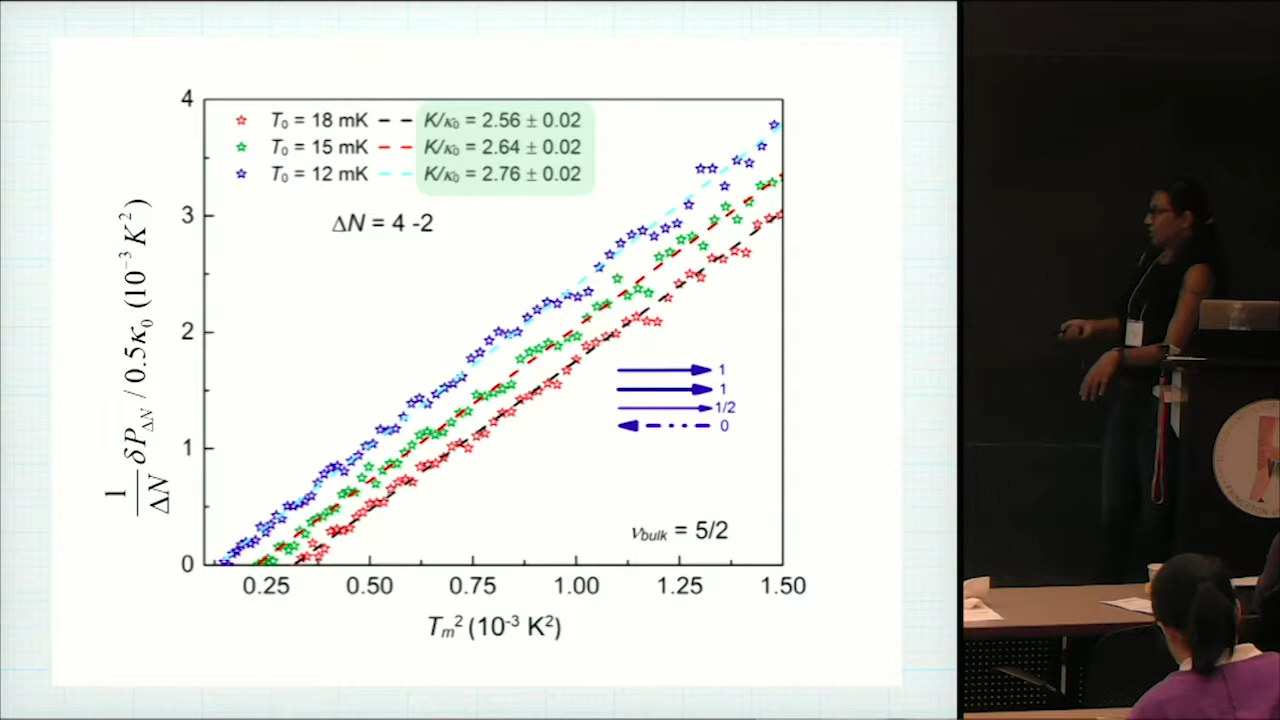 4
3
2
1
0
0.25 0.50 0.75 1.00 1.25 1.50
T₀ = 18 mK K/κ₀ = 2.56 ± 0.02
T₀ = 15 mK K/κ₀ = 2.64 ± 0.02
T₀ = 12 mK K/κ₀ = 2.76 ± 0.02
ΔN = 4 -2
1
1
1/2
0
νbulk = 5/2
1/ΔN δPΔN / 0.5κ₀ (10⁻³ K²)
Tm² (10⁻³ K²)